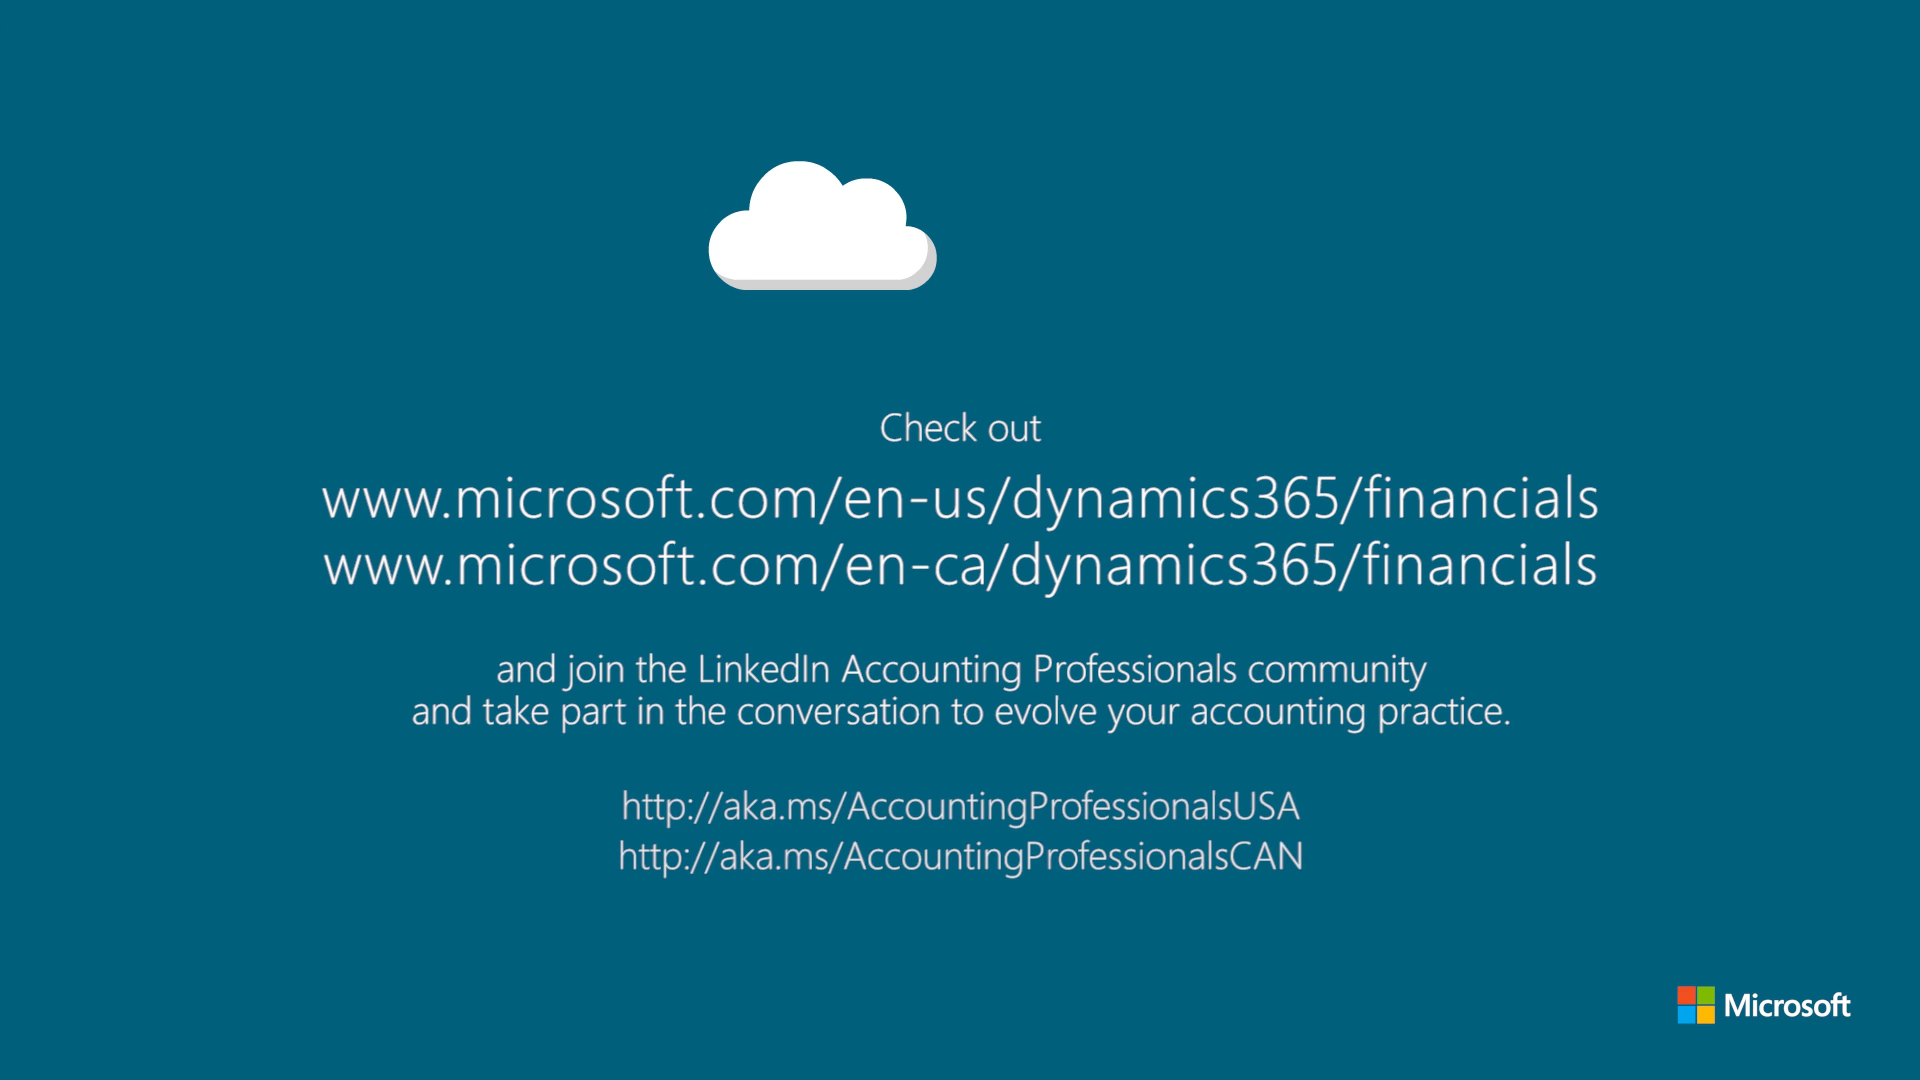 Check out
www.microsoft.com/en-us/dynamics365/financials
www.microsoft.com/en-ca/dynamics365/financials
and join the LinkedIn Accounting Professionals community
and take part in the conversation to evolve your accounting practice.
http://aka.ms/AccountingProfessionalsUSA
http://aka.ms/AccountingProfessionalsCAN
Microsoft